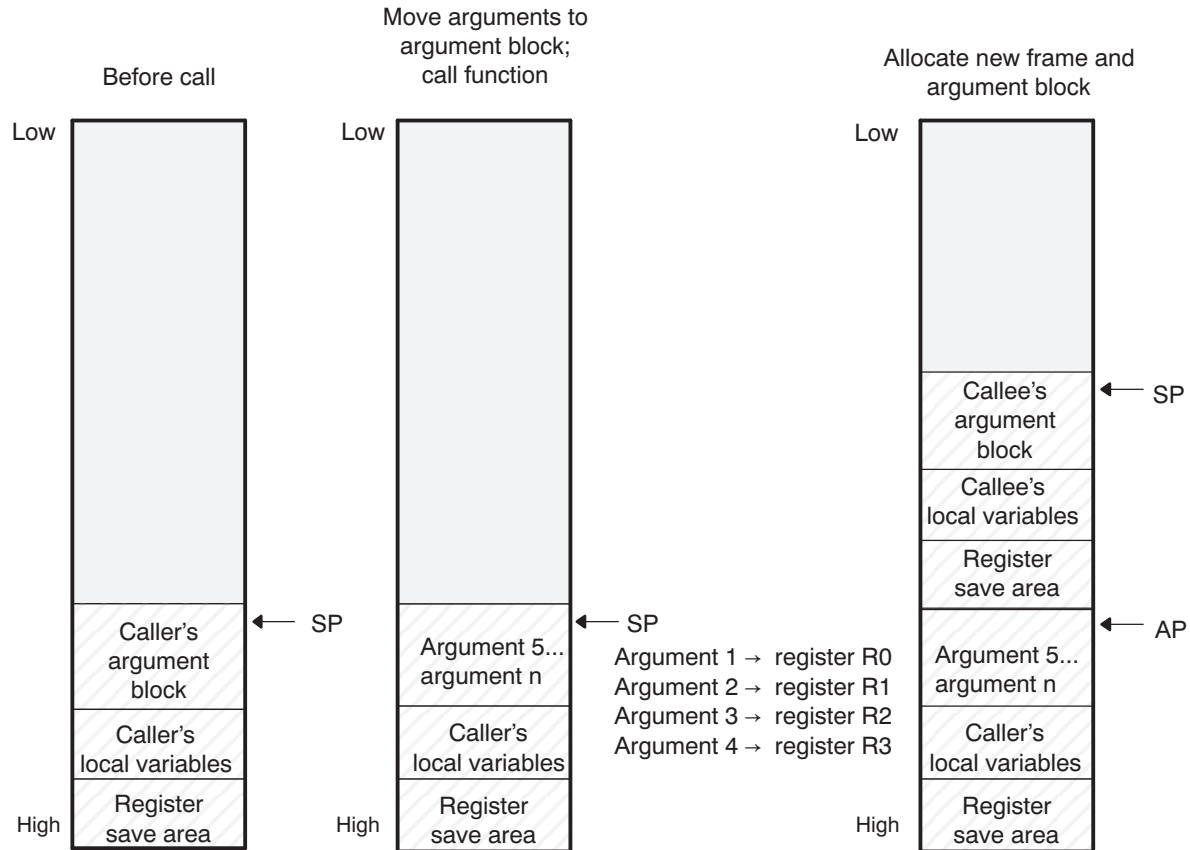 Before call
Low
Caller's
argument
block
Caller's
local variables
Register
save area
High
SP
Move arguments to
argument block;
call function
Low
Argument 5...
argument n
Caller's
local variables
Register
save area
High
SP
Argument 1 → register R0
Argument 2 → register R1
Argument 3 → register R2
Argument 4 → register R3
Allocate new frame and
argument block
Low
Callee's
argument
block
Callee's
local variables
Register
save area
Argument 5...
argument n
Caller's
local variables
Register
save area
High
SP
AP